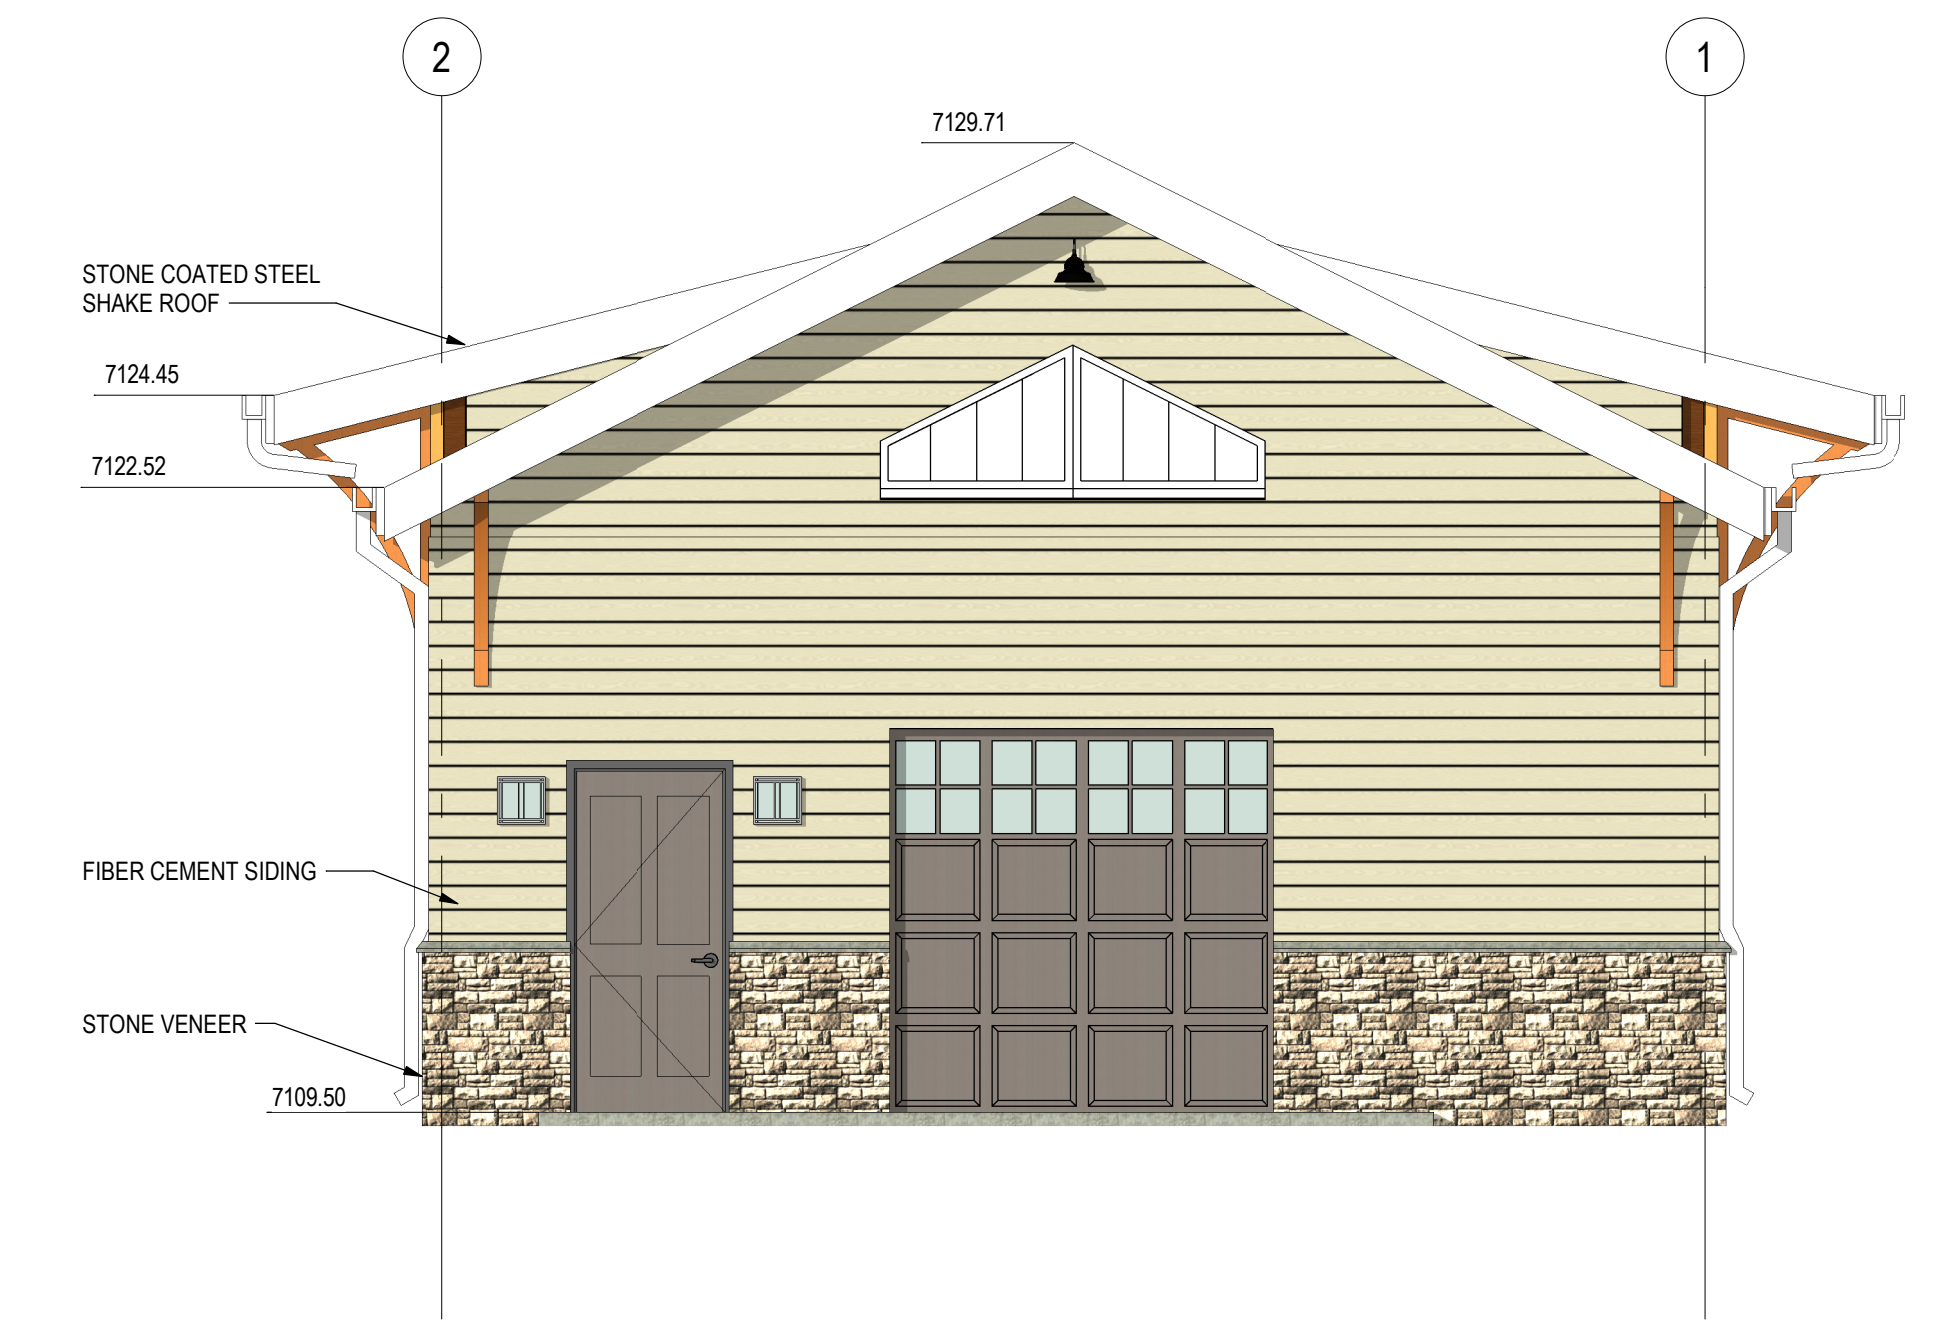 2
1
7129.71
STONE COATED STEEL
SHAKE ROOF
7124.45
7122.52
FIBER CEMENT SIDING
STONE VENEER
7109.50